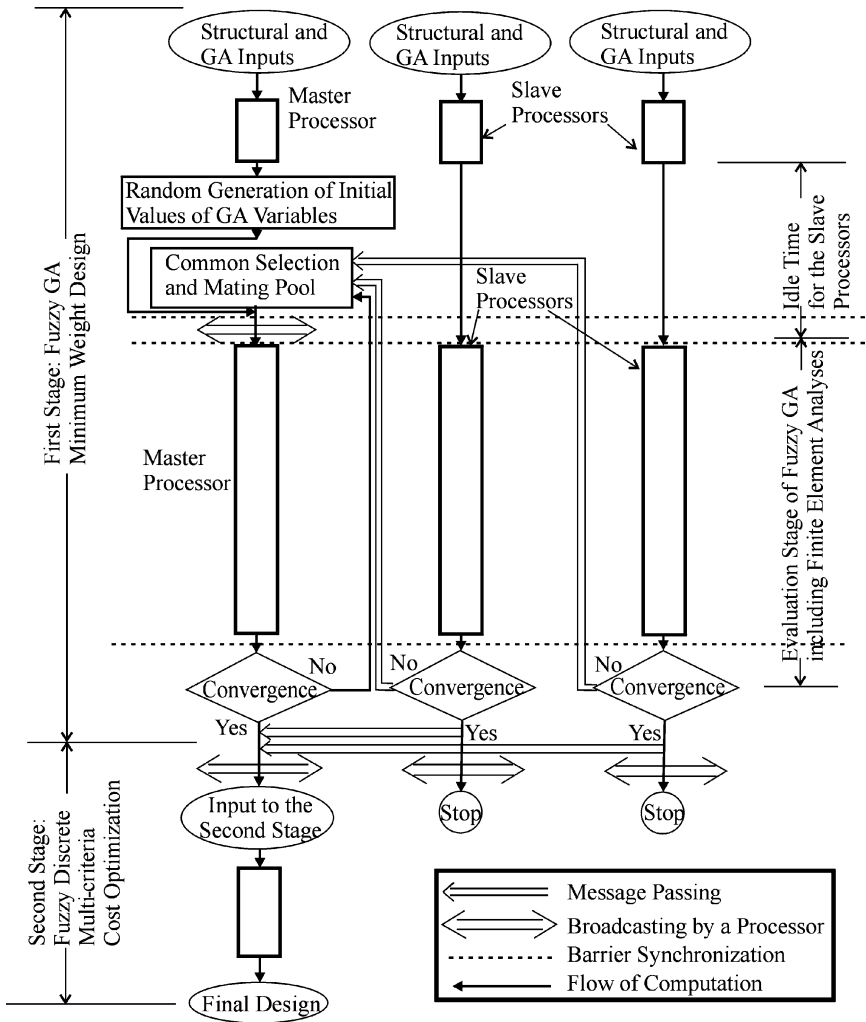 Structural and
GA Inputs
Structural and
GA Inputs
Structural and
GA Inputs
Master
Processor
Slave
Processors
Random Generation of Initial
Values of GA Variables
Common Selection
and Mating Pool
Slave
Processors
Idle Time
for the Slave
Processors
First Stage: Fuzzy GA
Minimum Weight Design
Master
Processor
Evaluation Stage of Fuzzy GA
including Finite Element Analyses
No
No
No
Convergence
Convergence
Convergence
Yes
Yes
Yes
Input to the
Second Stage
Stop
Stop
Second Stage:
Fuzzy Discrete
Multi-criteria
Cost Optimization
Final Design
Message Passing
Broadcasting by a Processor
Barrier Synchronization
Flow of Computation